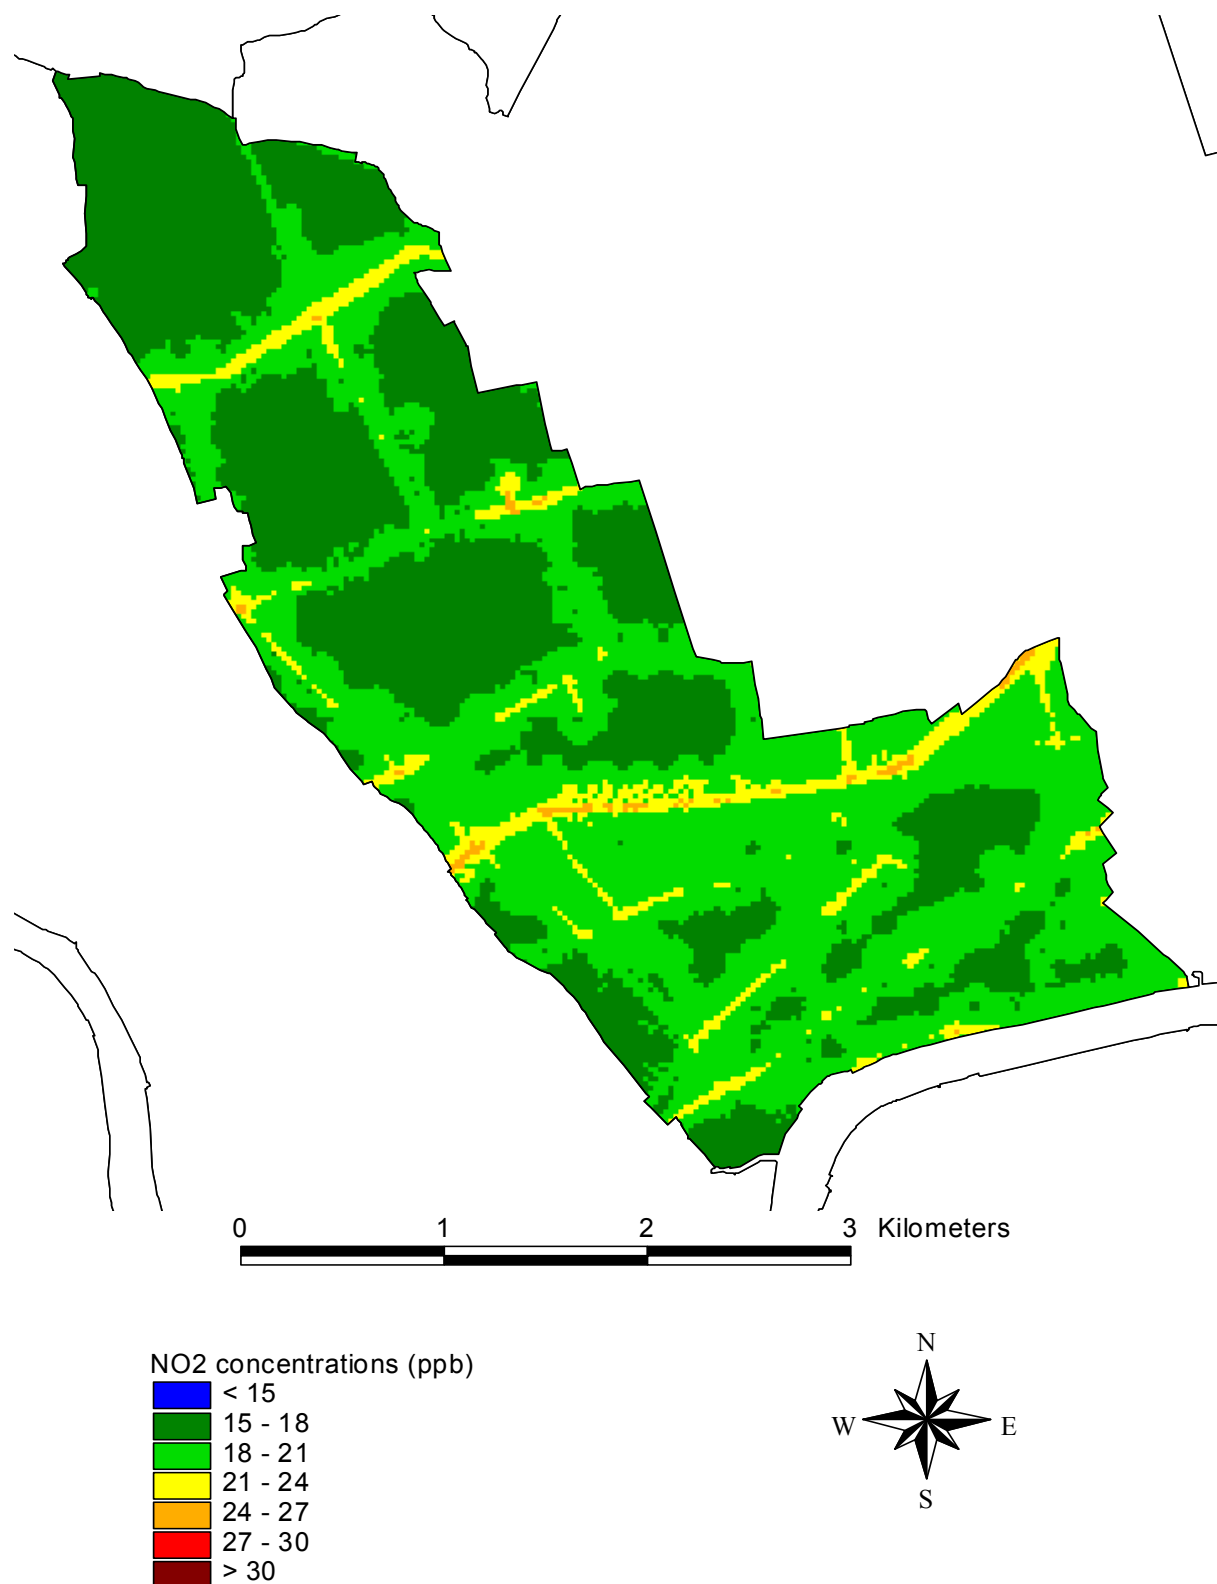 0 1 2 3 Kilometers
N
W E
S
NO2 concentrations (ppb)
< 15
15 - 18
18 - 21
21 - 24
24 - 27
27 - 30
> 30